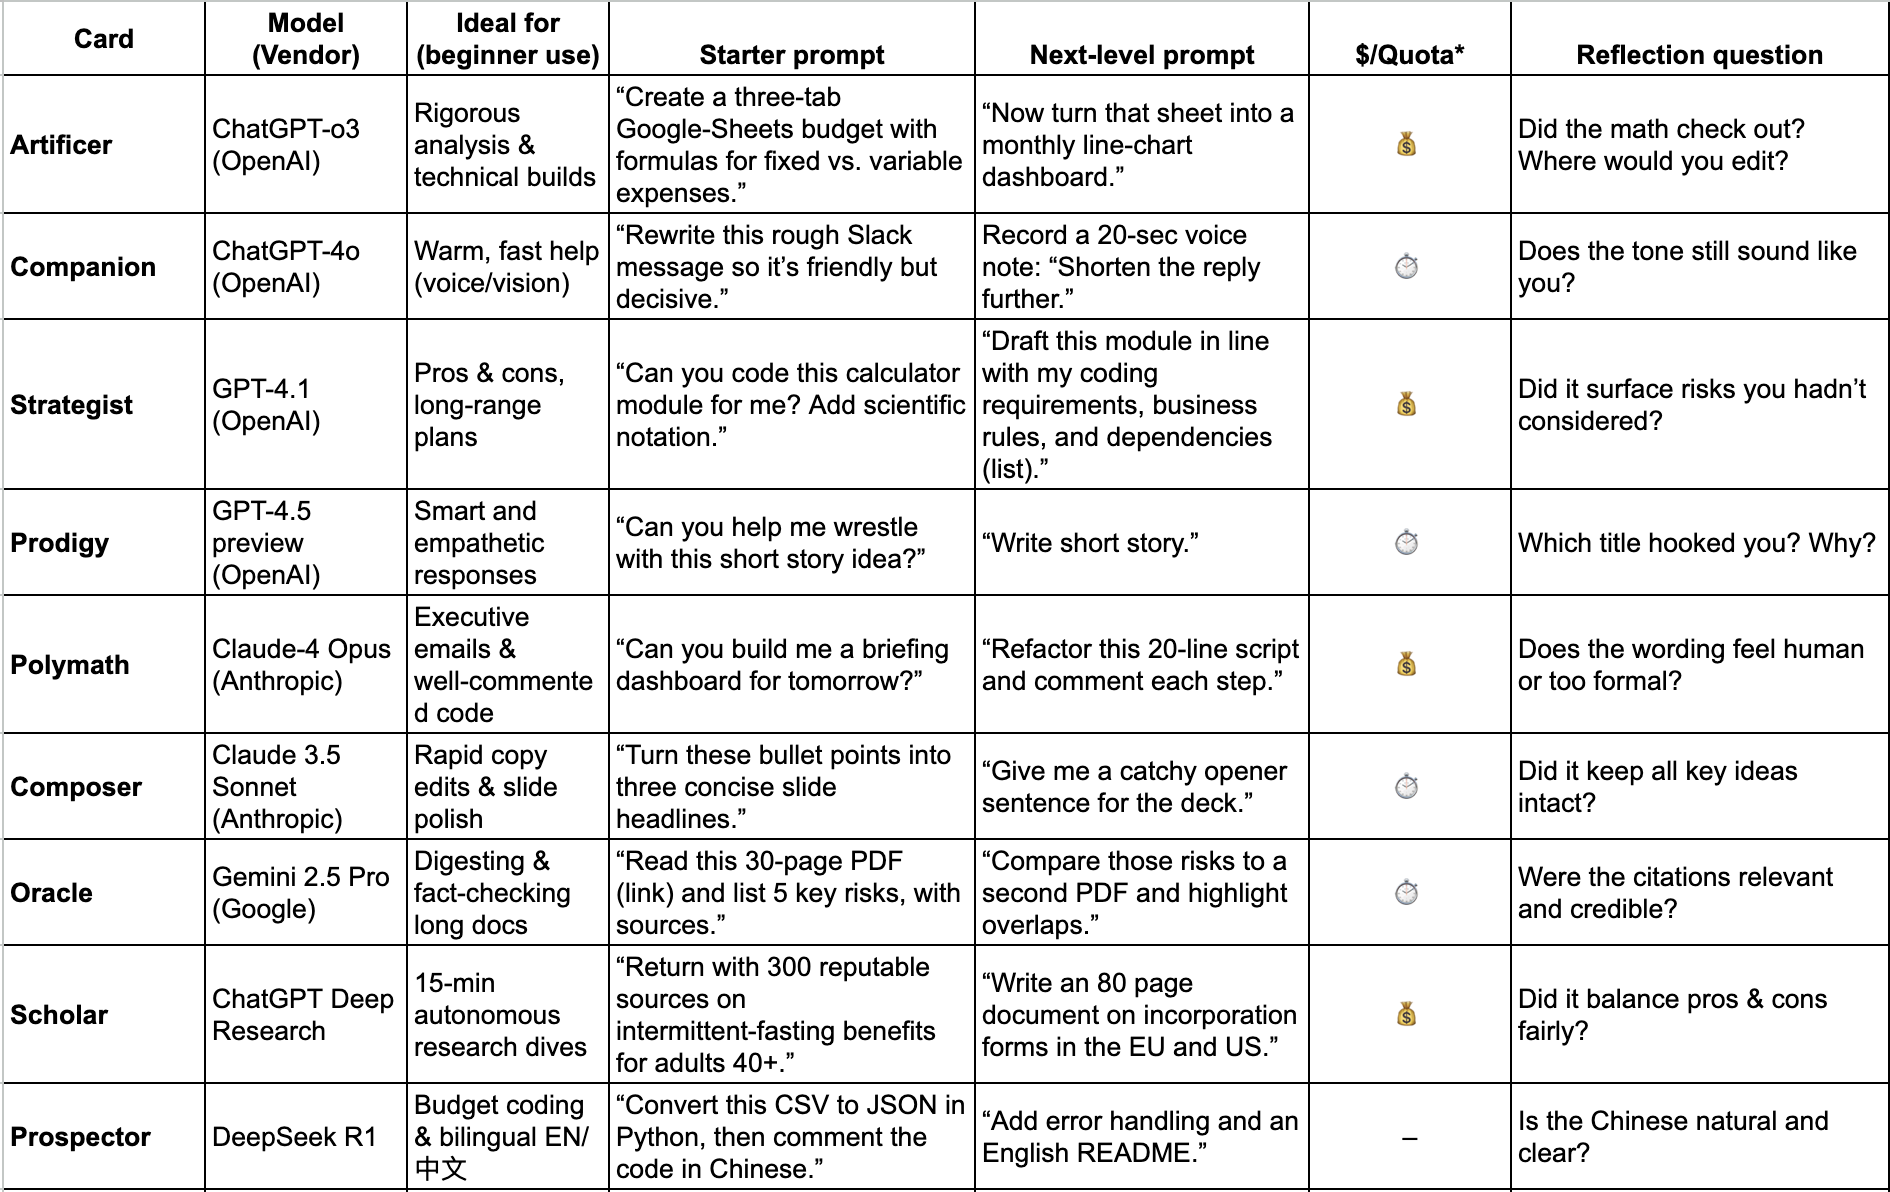 Card
Model
(Vendor)
Ideal for
(beginner use)
Starter prompt
Next-level prompt
$/Quota*
Reflection question
Artificer
ChatGPT-o3
(OpenAI)
Rigorous
analysis &
technical builds
“Create a three-tab
Google-Sheets budget with
formulas for fixed vs. variable
expenses.”
“Now turn that sheet into a
monthly line-chart
dashboard.”
💰
Did the math check out?
Where would you edit?
Companion
ChatGPT-4o
(OpenAI)
Warm, fast help
(voice/vision)
“Rewrite this rough Slack
message so it’s friendly but
decisive.”
Record a 20-sec voice
note: “Shorten the reply
further.”
⏱
Does the tone still sound like
you?
Strategist
GPT-4.1
(OpenAI)
Pros & cons,
long-range
plans
“Can you code this calculator
module for me? Add scientific
notation.”
“Draft this module in line
with my coding
requirements, business
rules, and dependencies
(list).”
💰
Did it surface risks you hadn’t
considered?
Prodigy
GPT-4.5
preview
(OpenAI)
Smart and
empathetic
responses
“Can you help me wrestle
with this short story idea?”
“Write short story.”
⏱
Which title hooked you? Why?
Polymath
Claude-4 Opus
(Anthropic)
Executive
emails &
well-commente
d code
“Can you build me a briefing
dashboard for tomorrow?”
“Refactor this 20-line script
and comment each step.”
💰
Does the wording feel human
or too formal?
Composer
Claude 3.5
Sonnet
(Anthropic)
Rapid copy
edits & slide
polish
“Turn these bullet points into
three concise slide
headlines.”
“Give me a catchy opener
sentence for the deck.”
⏱
Did it keep all key ideas
intact?
Oracle
Gemini 2.5 Pro
(Google)
Digesting &
fact-checking
long docs
“Read this 30-page PDF
(link) and list 5 key risks, with
sources.”
“Compare those risks to a
second PDF and highlight
overlaps.”
⏱
Were the citations relevant
and credible?
Scholar
ChatGPT Deep
Research
15-min
autonomous
research dives
“Return with 300 reputable
sources on
intermittent-fasting benefits
for adults 40+.”
“Write an 80 page
document on incorporation
forms in the EU and US.”
💰
Did it balance pros & cons
fairly?
Prospector
DeepSeek R1
Budget coding
& bilingual EN/
中文
“Convert this CSV to JSON in
Python, then comment the
code in Chinese.”
“Add error handling and an
English README.”
–
Is the Chinese natural and
clear?